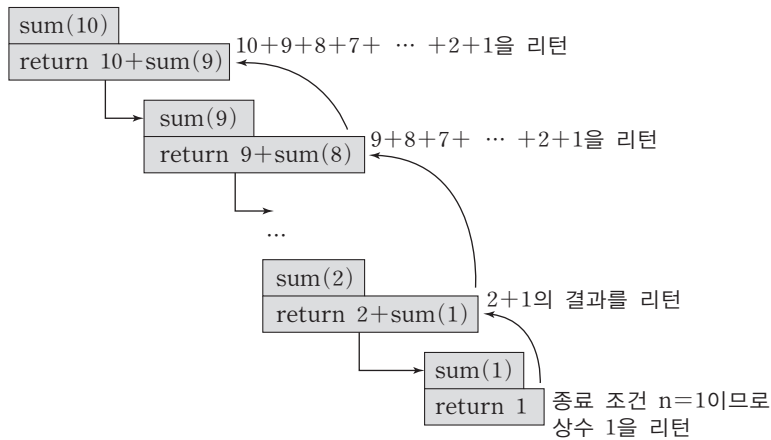 sum(10)
10+9+8+7+ … +2+1을 리턴
return 10+sum(9)
sum(9)
9+8+7+ … +2+1을 리턴
return 9+sum(8)
…
sum(2)
2+1의 결과를 리턴
return 2+sum(1)
sum(1)
return 1
종료 조건 n=1이므로
상수 1을 리턴